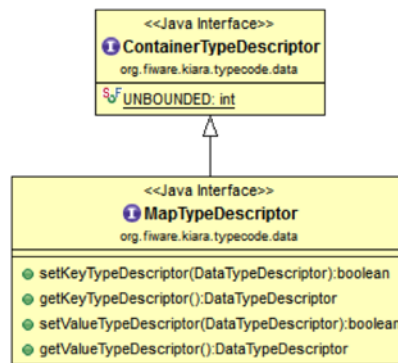 <<Java Interface>>
ContainerTypeDescriptor
org.fiware.kiara.typecode.data
UNBOUNDED: int
<<Java Interface>>
MapTypeDescriptor
org.fiware.kiara.typecode.data
setKeyTypeDescriptor(DataTypeDescriptor):boolean
getKeyTypeDescriptor():DataTypeDescriptor
setValueTypeDescriptor(DataTypeDescriptor):boolean
getValueTypeDescriptor():DataTypeDescriptor